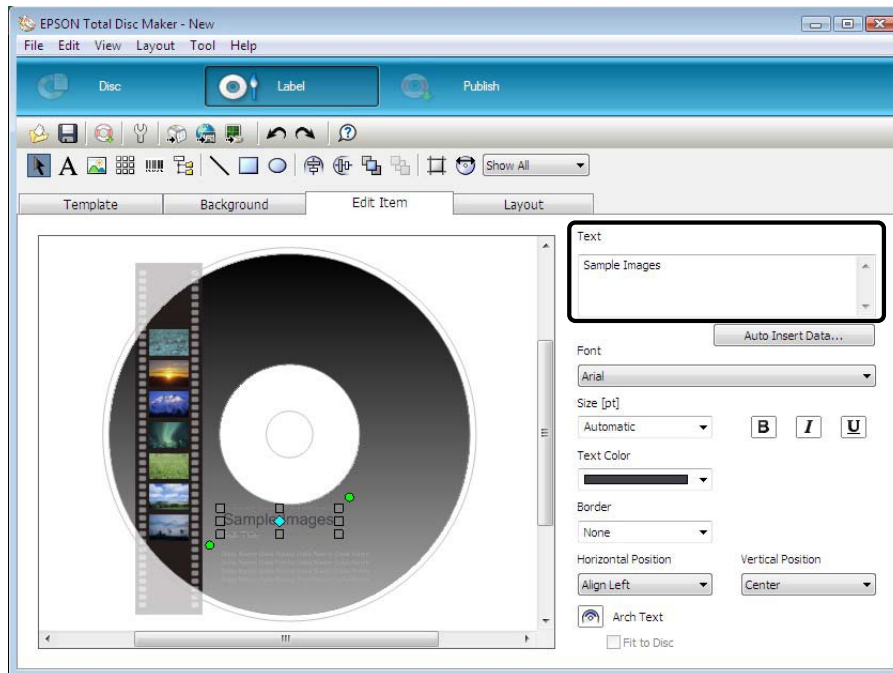 EPSON Total Disc Maker - New
File Edit View Layout Tool Help
Disc Label Publish
Show All
Template Background Edit Item Layout
Text
Sample Images
Auto Insert Data...
Font
Arial
Size [pt]
Automatic B I U
Text Color
Border
None
Horizontal Position Vertical Position
Align Left Center
Arch Text
Fit to Disc
Sample Images